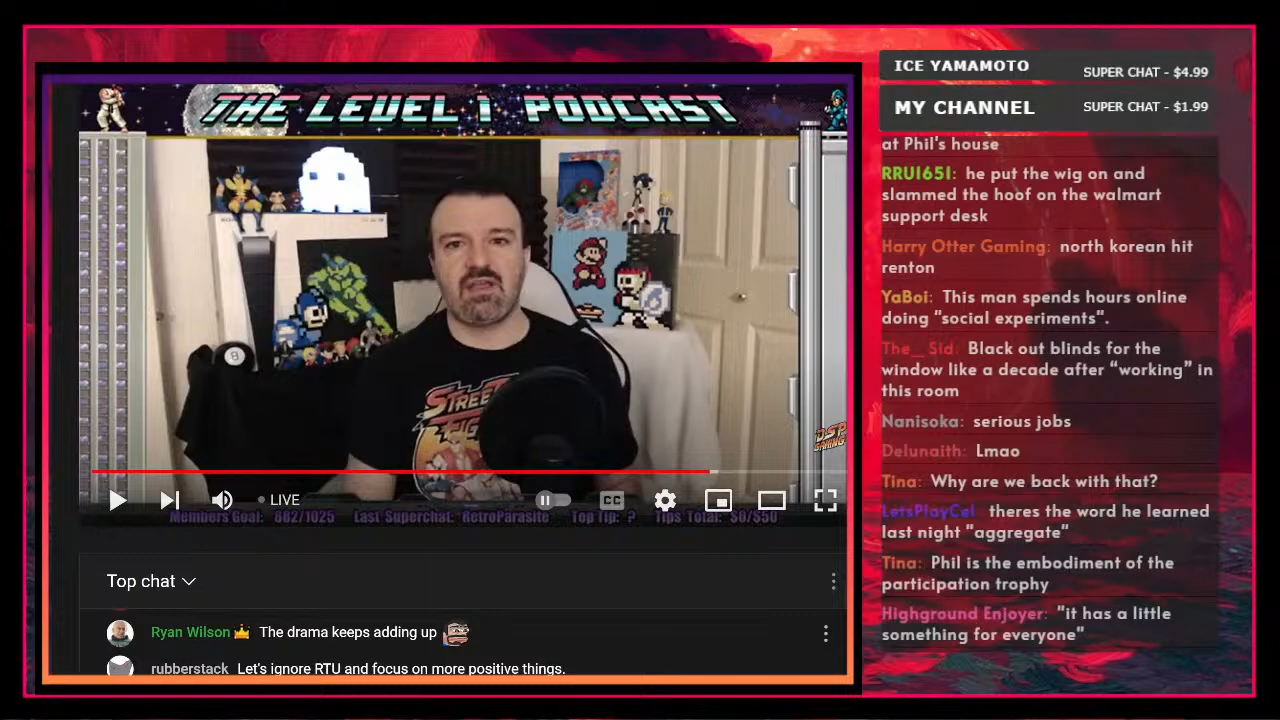 THE LEVEL 1 PODCAST
8
STREET
DSP
GAMING
LIVE
CC
Members Goal: 882/1025 Last Superchat: RetroParasite Top Tip: ? Tips Total: $0/$50
Top chat
Ryan Wilson The drama keeps adding up
rubberstack Let's ignore RTU and focus on more positive things.
ICE YAMAMOTO SUPER CHAT - $4.99
MY CHANNEL SUPER CHAT - $1.99
at Phil's house
RRU1651: he put the wig on and
slammed the hoof on the walmart
support desk
Harry Otter Gaming: north korean hit
renton
YaBoi: This man spends hours online
doing "social experiments".
The_Sid: Black out blinds for the
window like a decade after “working” in
this room
Nanisoka: serious jobs
Delunaith: Lmao
Tina: Why are we back with that?
LetsPlayCel theres the word he learned
last night "aggregate"
Tina: Phil is the embodiment of the
participation trophy
Highground Enjoyer: "it has a little
something for everyone"